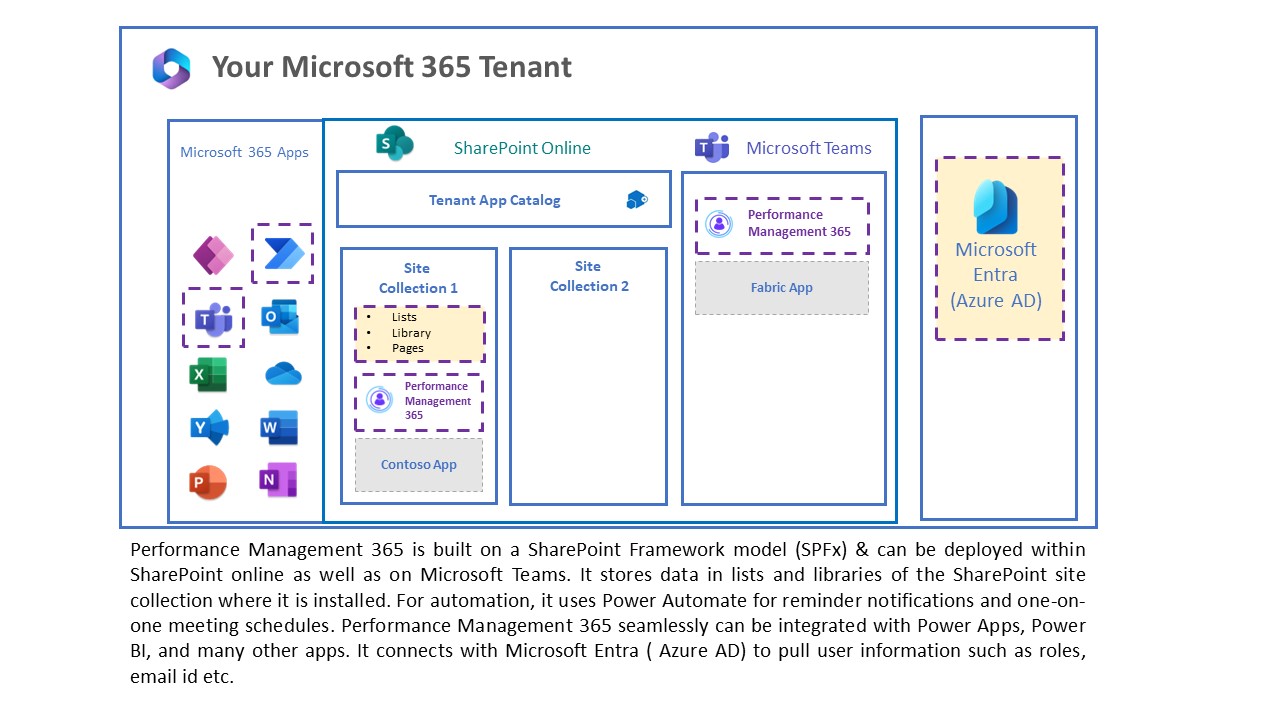 Your Microsoft 365 Tenant
Microsoft 365 Apps
T
O
X
Y
W
P
N
S
SharePoint Online
Tenant App Catalog
Site
Collection 1
• Lists
• Library
• Pages
Performance
Management
365
Contoso App
Site
Collection 2
T
Microsoft Teams
Performance
Management 365
Fabric App
Microsoft
Entra
(Azure AD)
Performance Management 365 is built on a SharePoint Framework model (SPFx) & can be deployed within
SharePoint online as well as on Microsoft Teams. It stores data in lists and libraries of the SharePoint site
collection where it is installed. For automation, it uses Power Automate for reminder notifications and one-on-
one meeting schedules. Performance Management 365 seamlessly can be integrated with Power Apps, Power
BI, and many other apps. It connects with Microsoft Entra ( Azure AD) to pull user information such as roles,
email id etc.